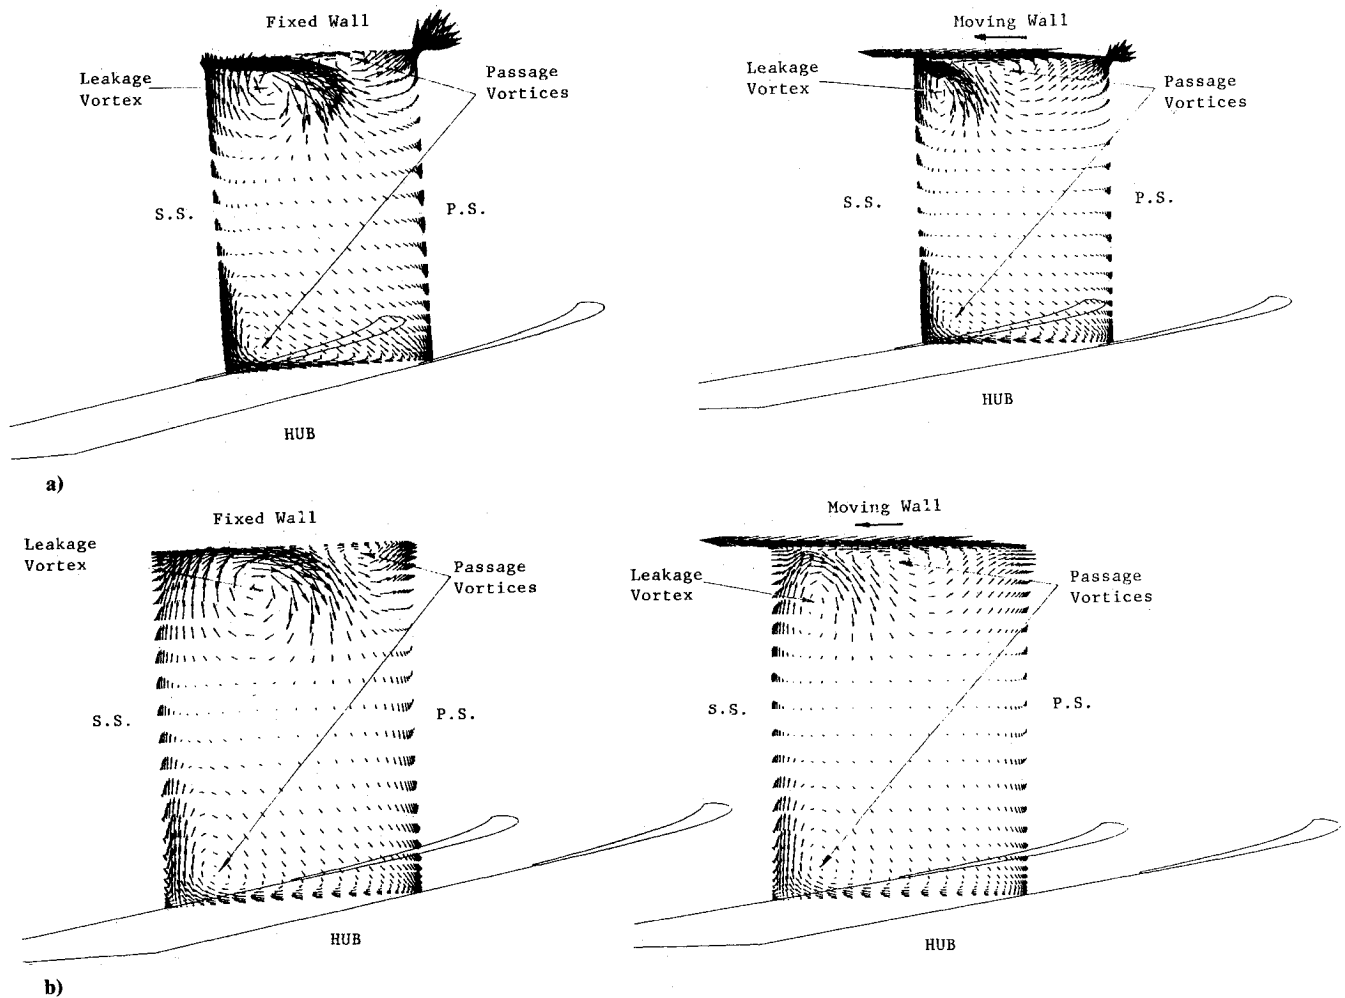 Fixed Wall
Leakage
Vortex
Passage
Vortices
S.S.
P.S.
HUB
Moving Wall
Leakage
Vortex
Passage
Vortices
S.S.
P.S.
HUB
a)
Fixed Wall
Leakage
Vortex
Passage
Vortices
S.S.
P.S.
HUB
Moving Wall
Leakage
Vortex
Passage
Vortices
S.S.
P.S.
HUB
b)